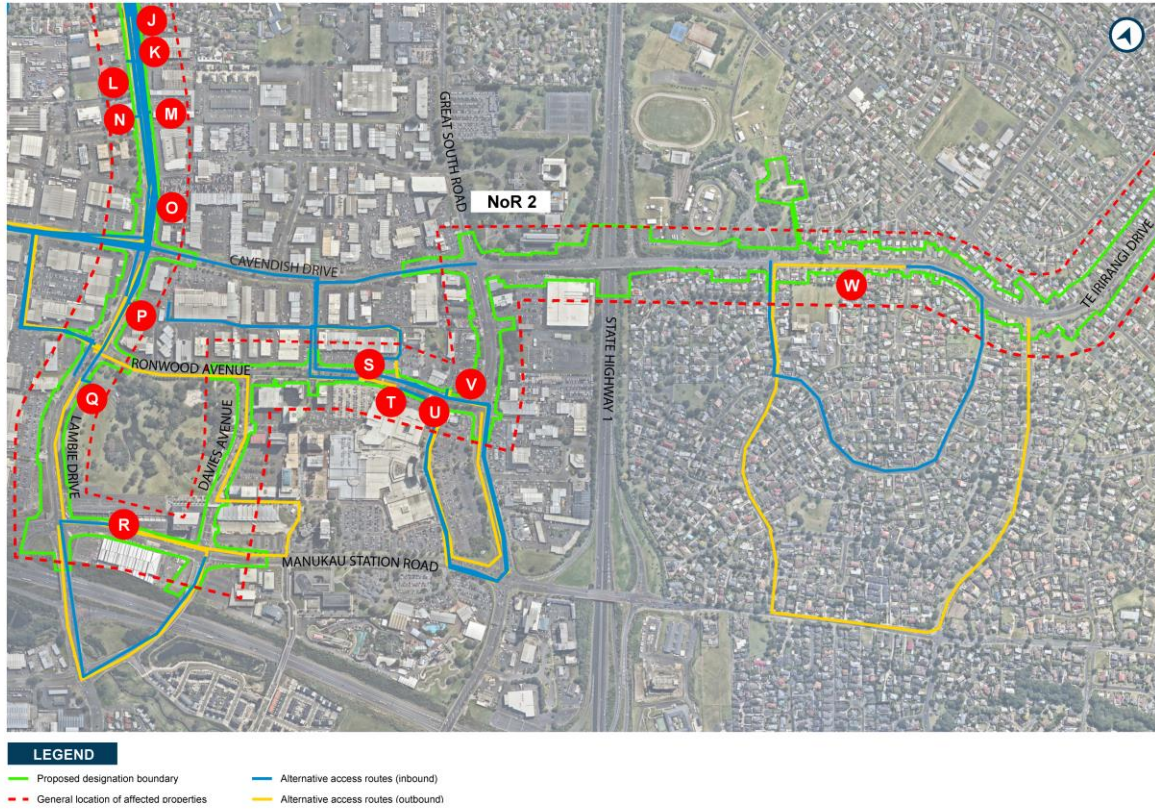 J
K
L
M
N
GREAT SOUTH ROAD
NoR 2
O
CAVENDISH DRIVE
TE IRIRANGI DRIVE
W
P
STATE HIGHWAY 1
RONWOOD AVENUE
S
V
Q
T
U
LAMBIE DRIVE
DAVIES AVENUE
R
MANUKAU STATION ROAD
LEGEND
Proposed designation boundary
Alternative access routes (inbound)
General location of affected properties
Alternative access routes (outbound)